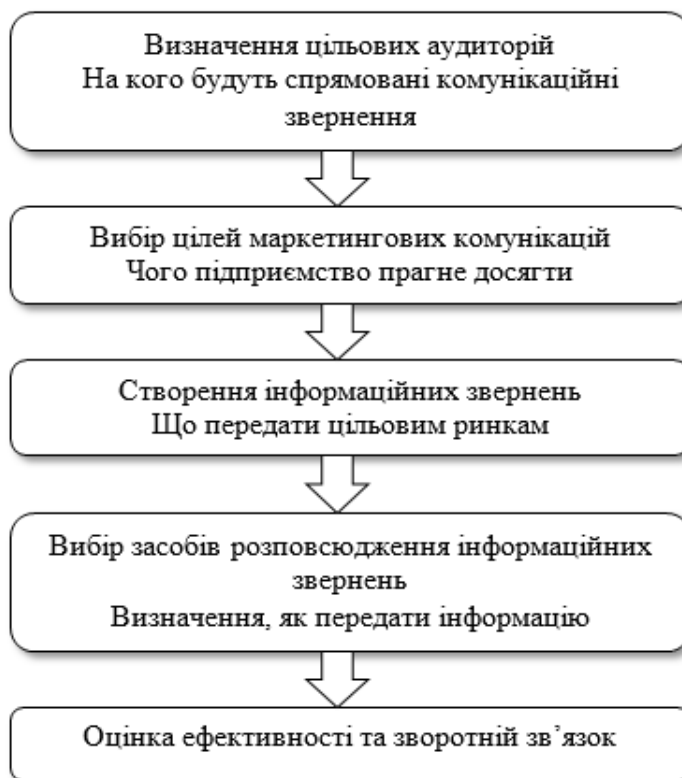 Визначення цільових аудиторій
На кого будуть спрямовані комунікаційні
звернення
Вибір цілей маркетингових комунікацій
Чого підприємство прагне досягти
Створення інформаційних звернень
Що передати цільовим ринкам
Вибір засобів розповсюдження інформаційних
звернень
Визначення, як передати інформацію
Оцінка ефективності та зворотній зв’язок